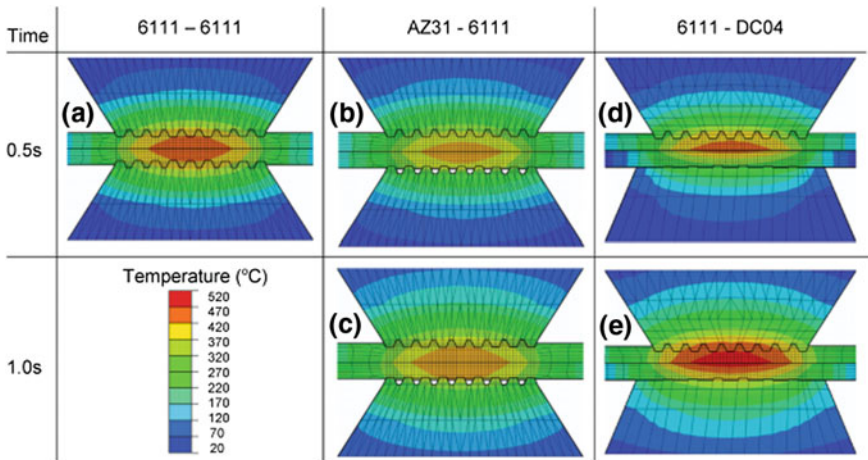 Time
6111 – 6111
AZ31 - 6111
6111 - DC04
0.5s
(a)
(b)
(d)
1.0s
Temperature (°C)
520
470
420
370
320
270
220
170
120
70
20
(c)
(e)